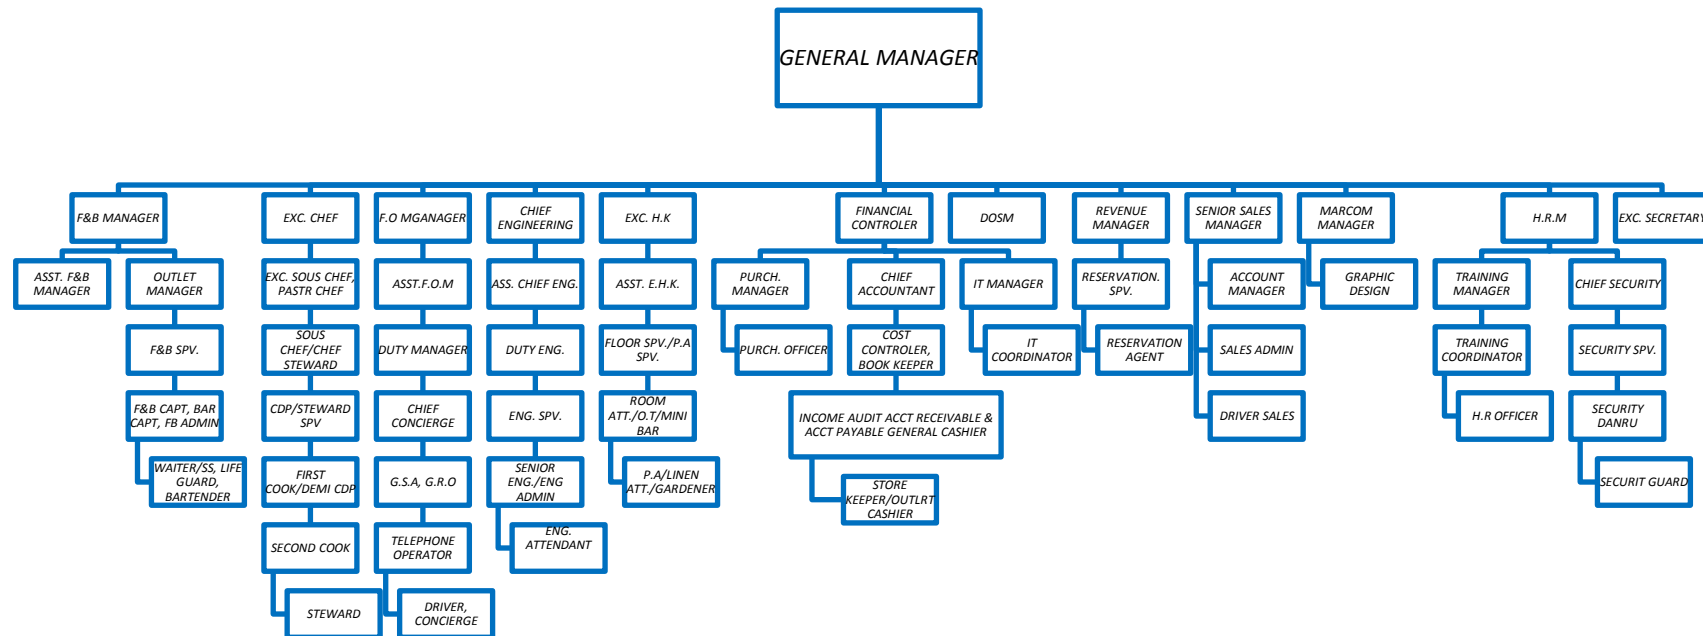 GENERAL MANAGER
F&B MANAGER
EXC. CHEF
F.O MGANAGER
CHIEF
ENGINEERING
EXC. H.K
FINANCIAL
CONTROLER
DOSM
REVENUE
MANAGER
SENIOR SALES
MANAGER
MARCOM
MANAGER
H.R.M
EXC. SECRETARY
ASST. F&B
MANAGER
OUTLET
MANAGER
EXC. SOUS CHEF,
PASTR CHEF
ASST.F.O.M
ASS. CHIEF ENG.
ASST. E.H.K.
PURCH.
MANAGER
CHIEF
ACCOUNTANT
IT MANAGER
RESERVATION.
SPV.
ACCOUNT
MANAGER
GRAPHIC
DESIGN
TRAINING
MANAGER
CHIEF SECURITY
F&B SPV.
SOUS
CHEF/CHEF
STEWARD
DUTY MANAGER
DUTY ENG.
FLOOR SPV./P.A
SPV.
PURCH. OFFICER
COST
CONTROLER,
BOOK KEEPER
IT
COORDINATOR
RESERVATION
AGENT
SALES ADMIN
TRAINING
COORDINATOR
SECURITY SPV.
F&B CAPT, BAR
CAPT, FB ADMIN
CDP/STEWARD
SPV
CHIEF
CONCIERGE
ENG. SPV.
ROOM
ATT./O.T/MINI
BAR
INCOME AUDIT ACCT RECEIVABLE &
ACCT PAYABLE GENERAL CASHIER
DRIVER SALES
H.R OFFICER
SECURITY
DANRU
WAITER/SS, LIFE
GUARD,
BARTENDER
FIRST
COOK/DEMI CDP
G.S.A, G.R.O
SENIOR
ENG./ENG
ADMIN
P.A/LINEN
ATT./GARDENER
STORE
KEEPER/OUTLRT
CASHIER
SECURIT GUARD
SECOND COOK
TELEPHONE
OPERATOR
ENG.
ATTENDANT
STEWARD
DRIVER,
CONCIERGE